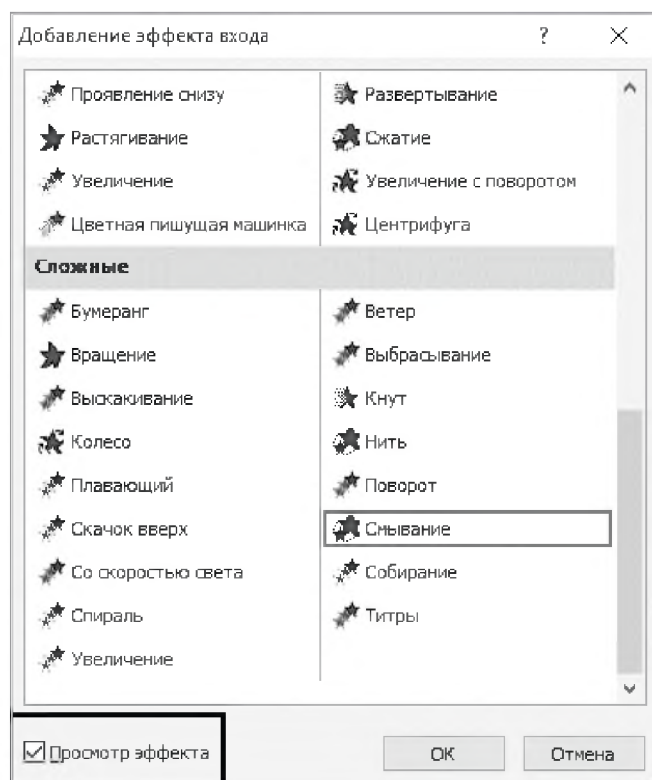 Добавление эффекта входа ?
Проявление снизу Развертывание
Растягивание Сжатие
Увеличение Увеличение с поворотом
Цветная пишущая машинка Центрифуга
Сложные
Бумеранг Ветер
Вращение Выбрасывание
Выскакивание Кнут
Колесо Нить
Плавающий Поворот
Скачок вверх Смывание
Со скоростью света Собирание
Спираль Титры
Увеличение
Просмотр эффекта ОК Отмена